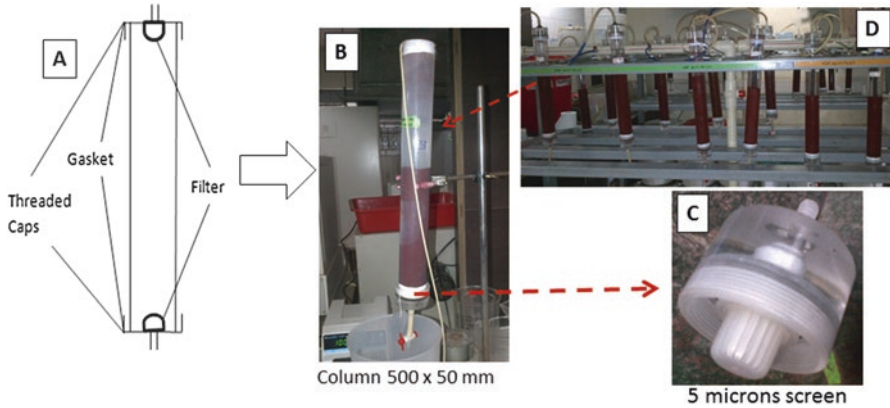 A
Gasket
Threaded
Caps
Filter
B
Column 500 x 50 mm
D
C
5 microns screen